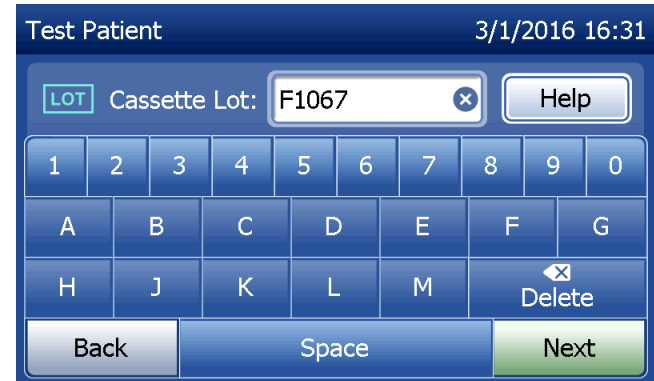 Test Patient 3/1/2016 16:31
LOT Cassette Lot: F1067 Help
1 2 3 4 5 6 7 8 9 0
A B C D E F G
H J K L M Delete
Back Space Next